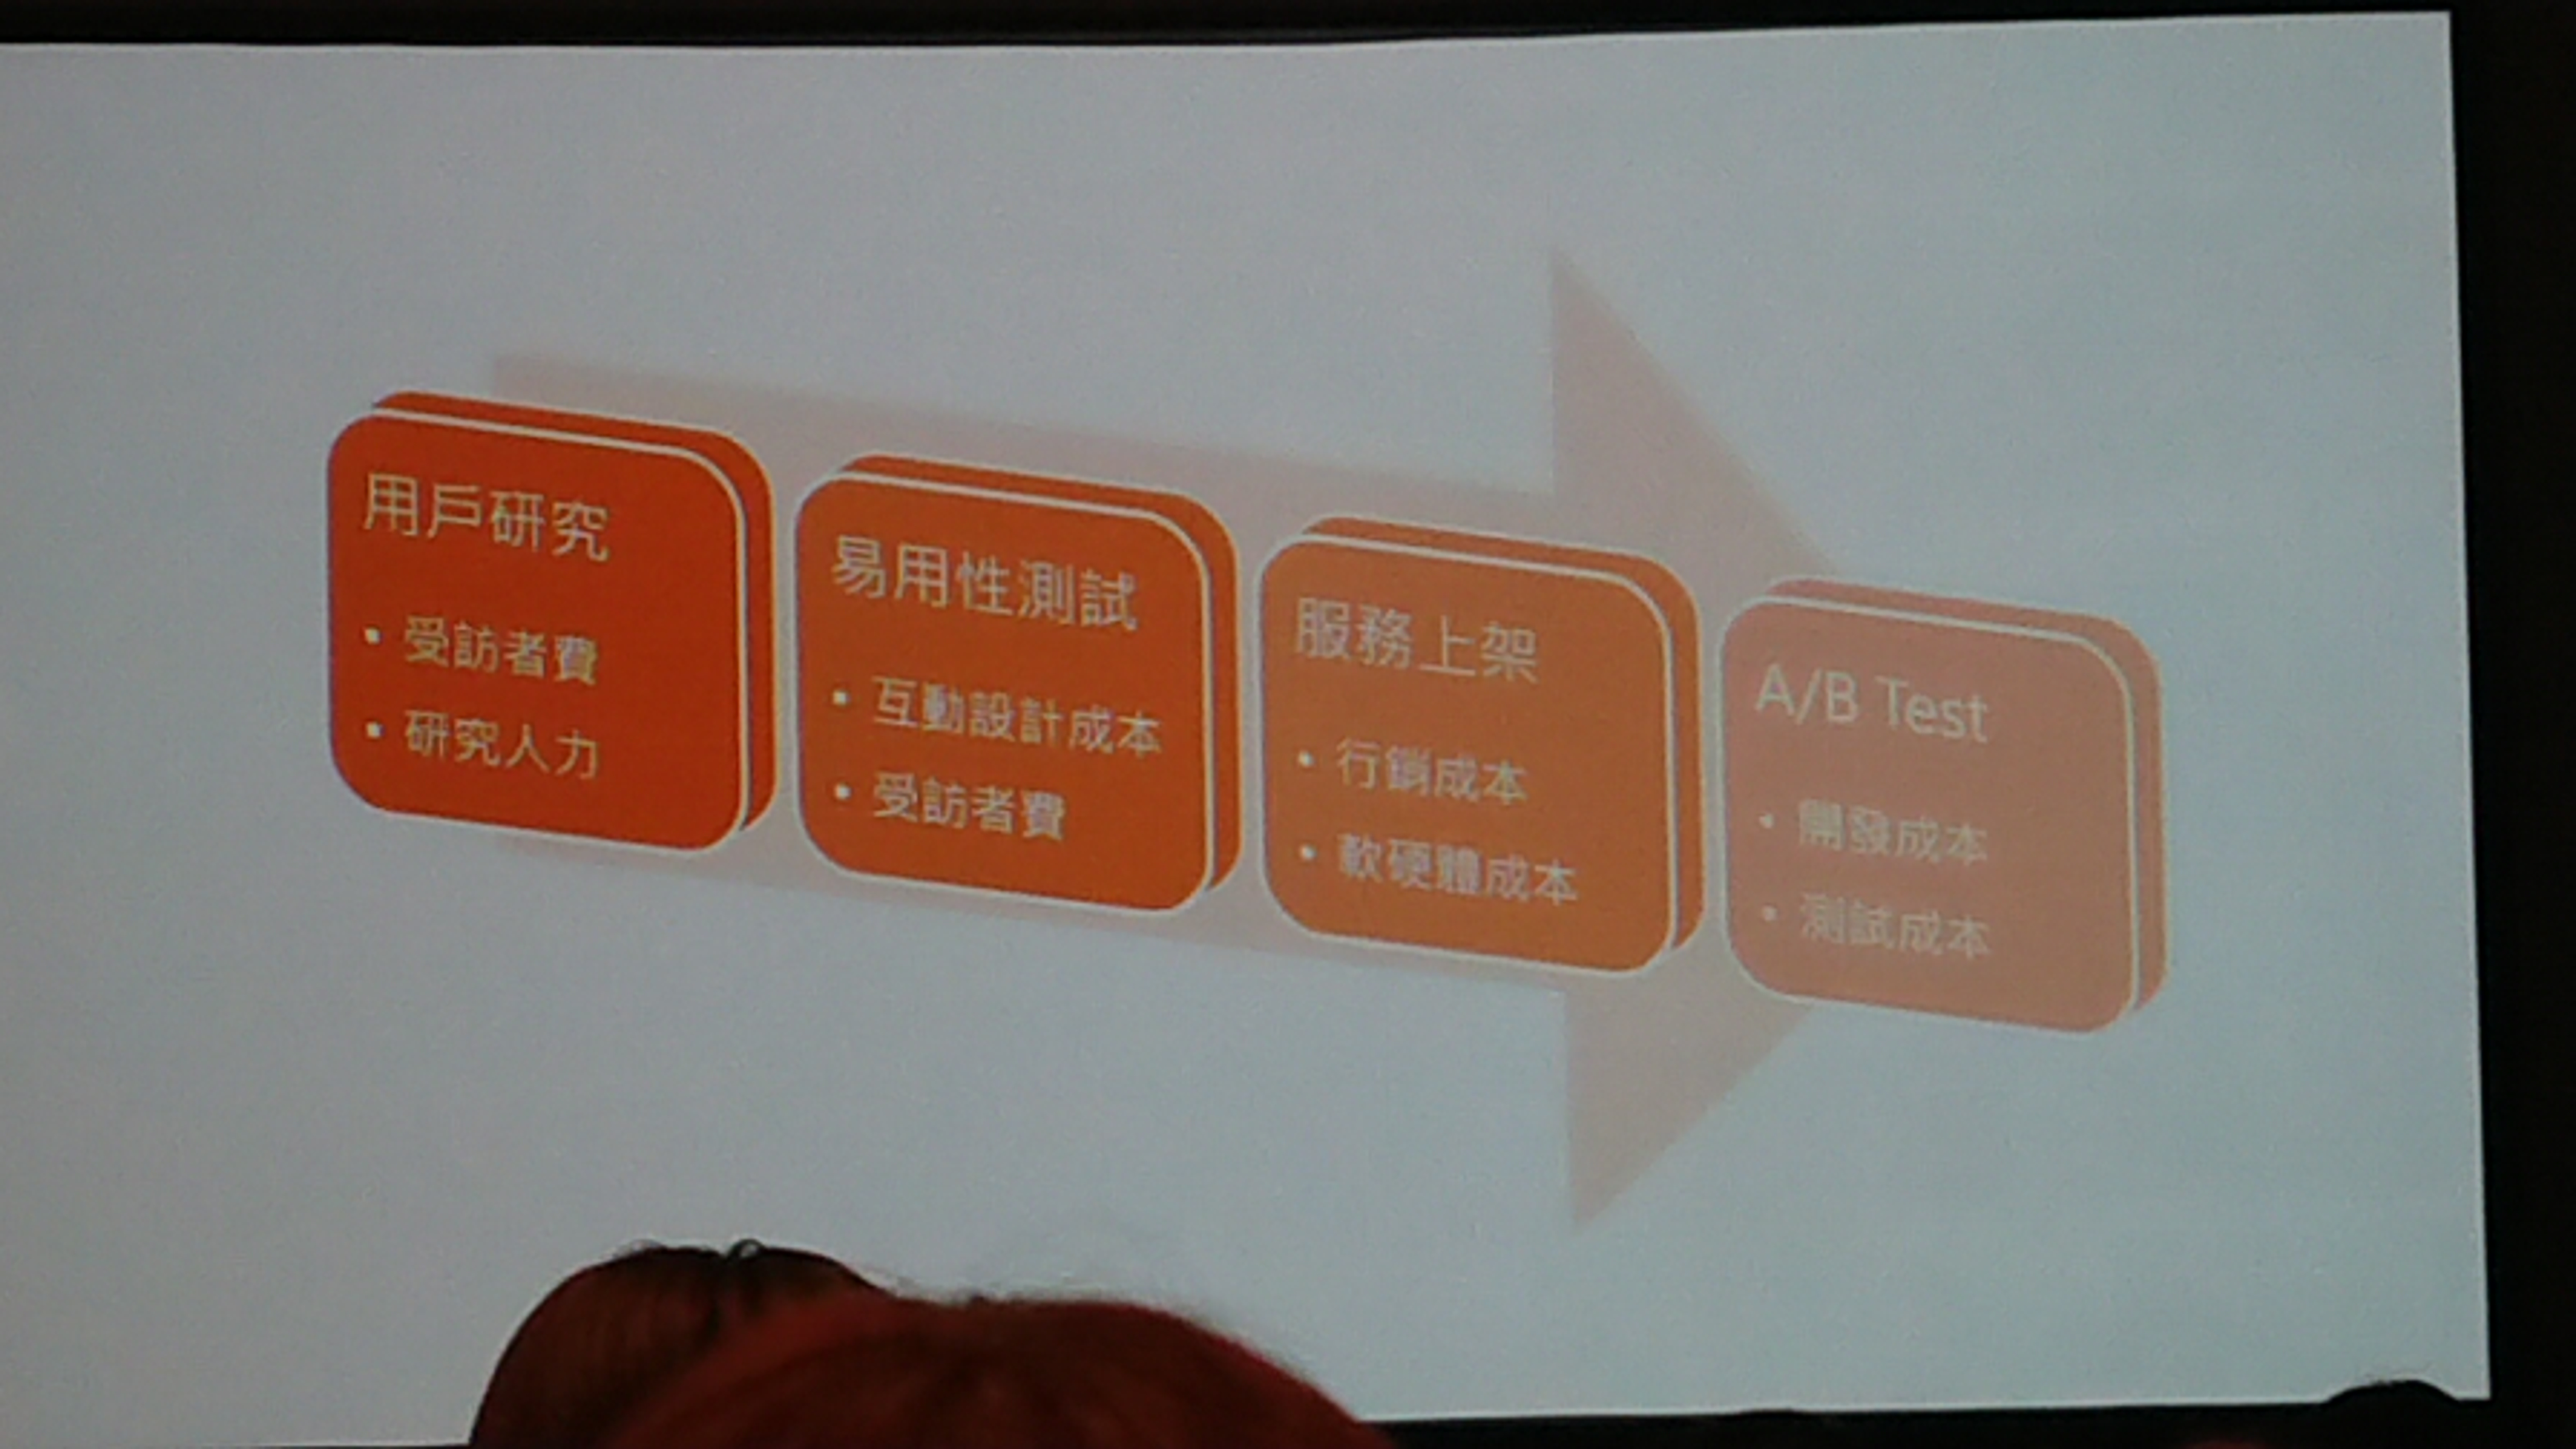 用戶研究
• 受訪者費
• 研究人力
易用性測試
• 互動設計成本
• 受訪者費
服務上架
• 行銷成本
• 軟硬體成本
A/B Test
• 開發成本
• 測試成本